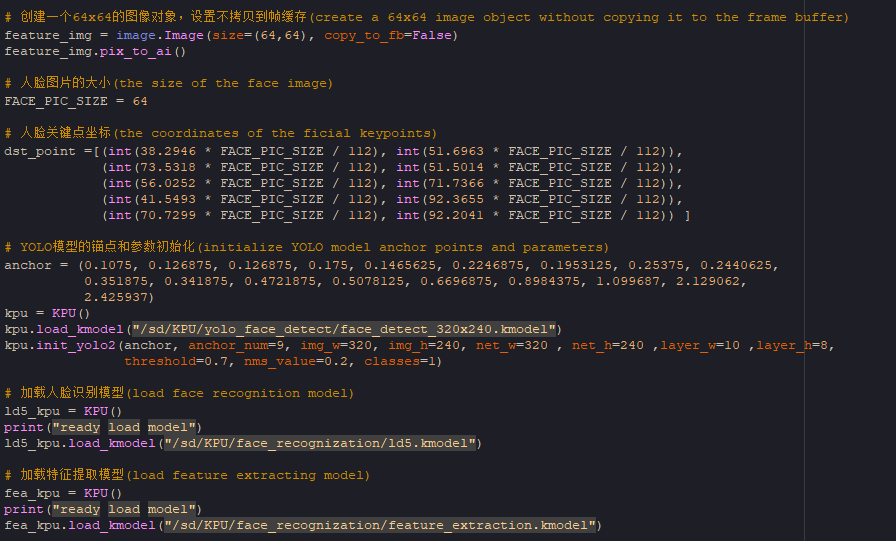 # 创建一个64x64的图像对象，设置不拷贝到帧缓存(create a 64x64 image object without copying it to the frame buffer)
feature_img = image.Image(size=(64,64), copy_to_fb=False)
feature_img.pix_to_ai()
# 人脸图片的大小(the size of the face image)
FACE_PIC_SIZE = 64
# 人脸关键点坐标(the coordinates of the ficial keypoints)
dst_point =[(int(38.2946 * FACE_PIC_SIZE / 112), int(51.6963 * FACE_PIC_SIZE / 112)),
(int(73.5318 * FACE_PIC_SIZE / 112), int(51.5014 * FACE_PIC_SIZE / 112)),
(int(56.0252 * FACE_PIC_SIZE / 112), int(71.7366 * FACE_PIC_SIZE / 112)),
(int(41.5493 * FACE_PIC_SIZE / 112), int(92.3655 * FACE_PIC_SIZE / 112)),
(int(70.7299 * FACE_PIC_SIZE / 112), int(92.2041 * FACE_PIC_SIZE / 112)) ]
# YOLO模型的锚点和参数初始化(initialize YOLO model anchor points and parameters)
anchor = (0.1075, 0.126875, 0.126875, 0.175, 0.1465625, 0.2246875, 0.1953125, 0.25375, 0.2440625,
0.351875, 0.341875, 0.4721875, 0.5078125, 0.6696875, 0.8984375, 1.099687, 2.129062,
2.425937)
kpu = KPU()
kpu.load_kmodel("/sd/KPU/yolo_face_detect/face_detect_320x240.kmodel")
kpu.init_yolo2(anchor, anchor_num=9, img_w=320, img_h=240, net_w=320 , net_h=240 ,layer_w=10 ,layer_h=8,
threshold=0.7, nms_value=0.2, classes=1)
# 加载人脸识别模型(load face recognition model)
ld5_kpu = KPU()
print("ready load model")
ld5_kpu.load_kmodel("/sd/KPU/face_recognization/ld5.kmodel")
# 加载特征提取模型(load feature extracting model)
fea_kpu = KPU()
print("ready load model")
fea_kpu.load_kmodel("/sd/KPU/face_recognization/feature_extraction.kmodel")